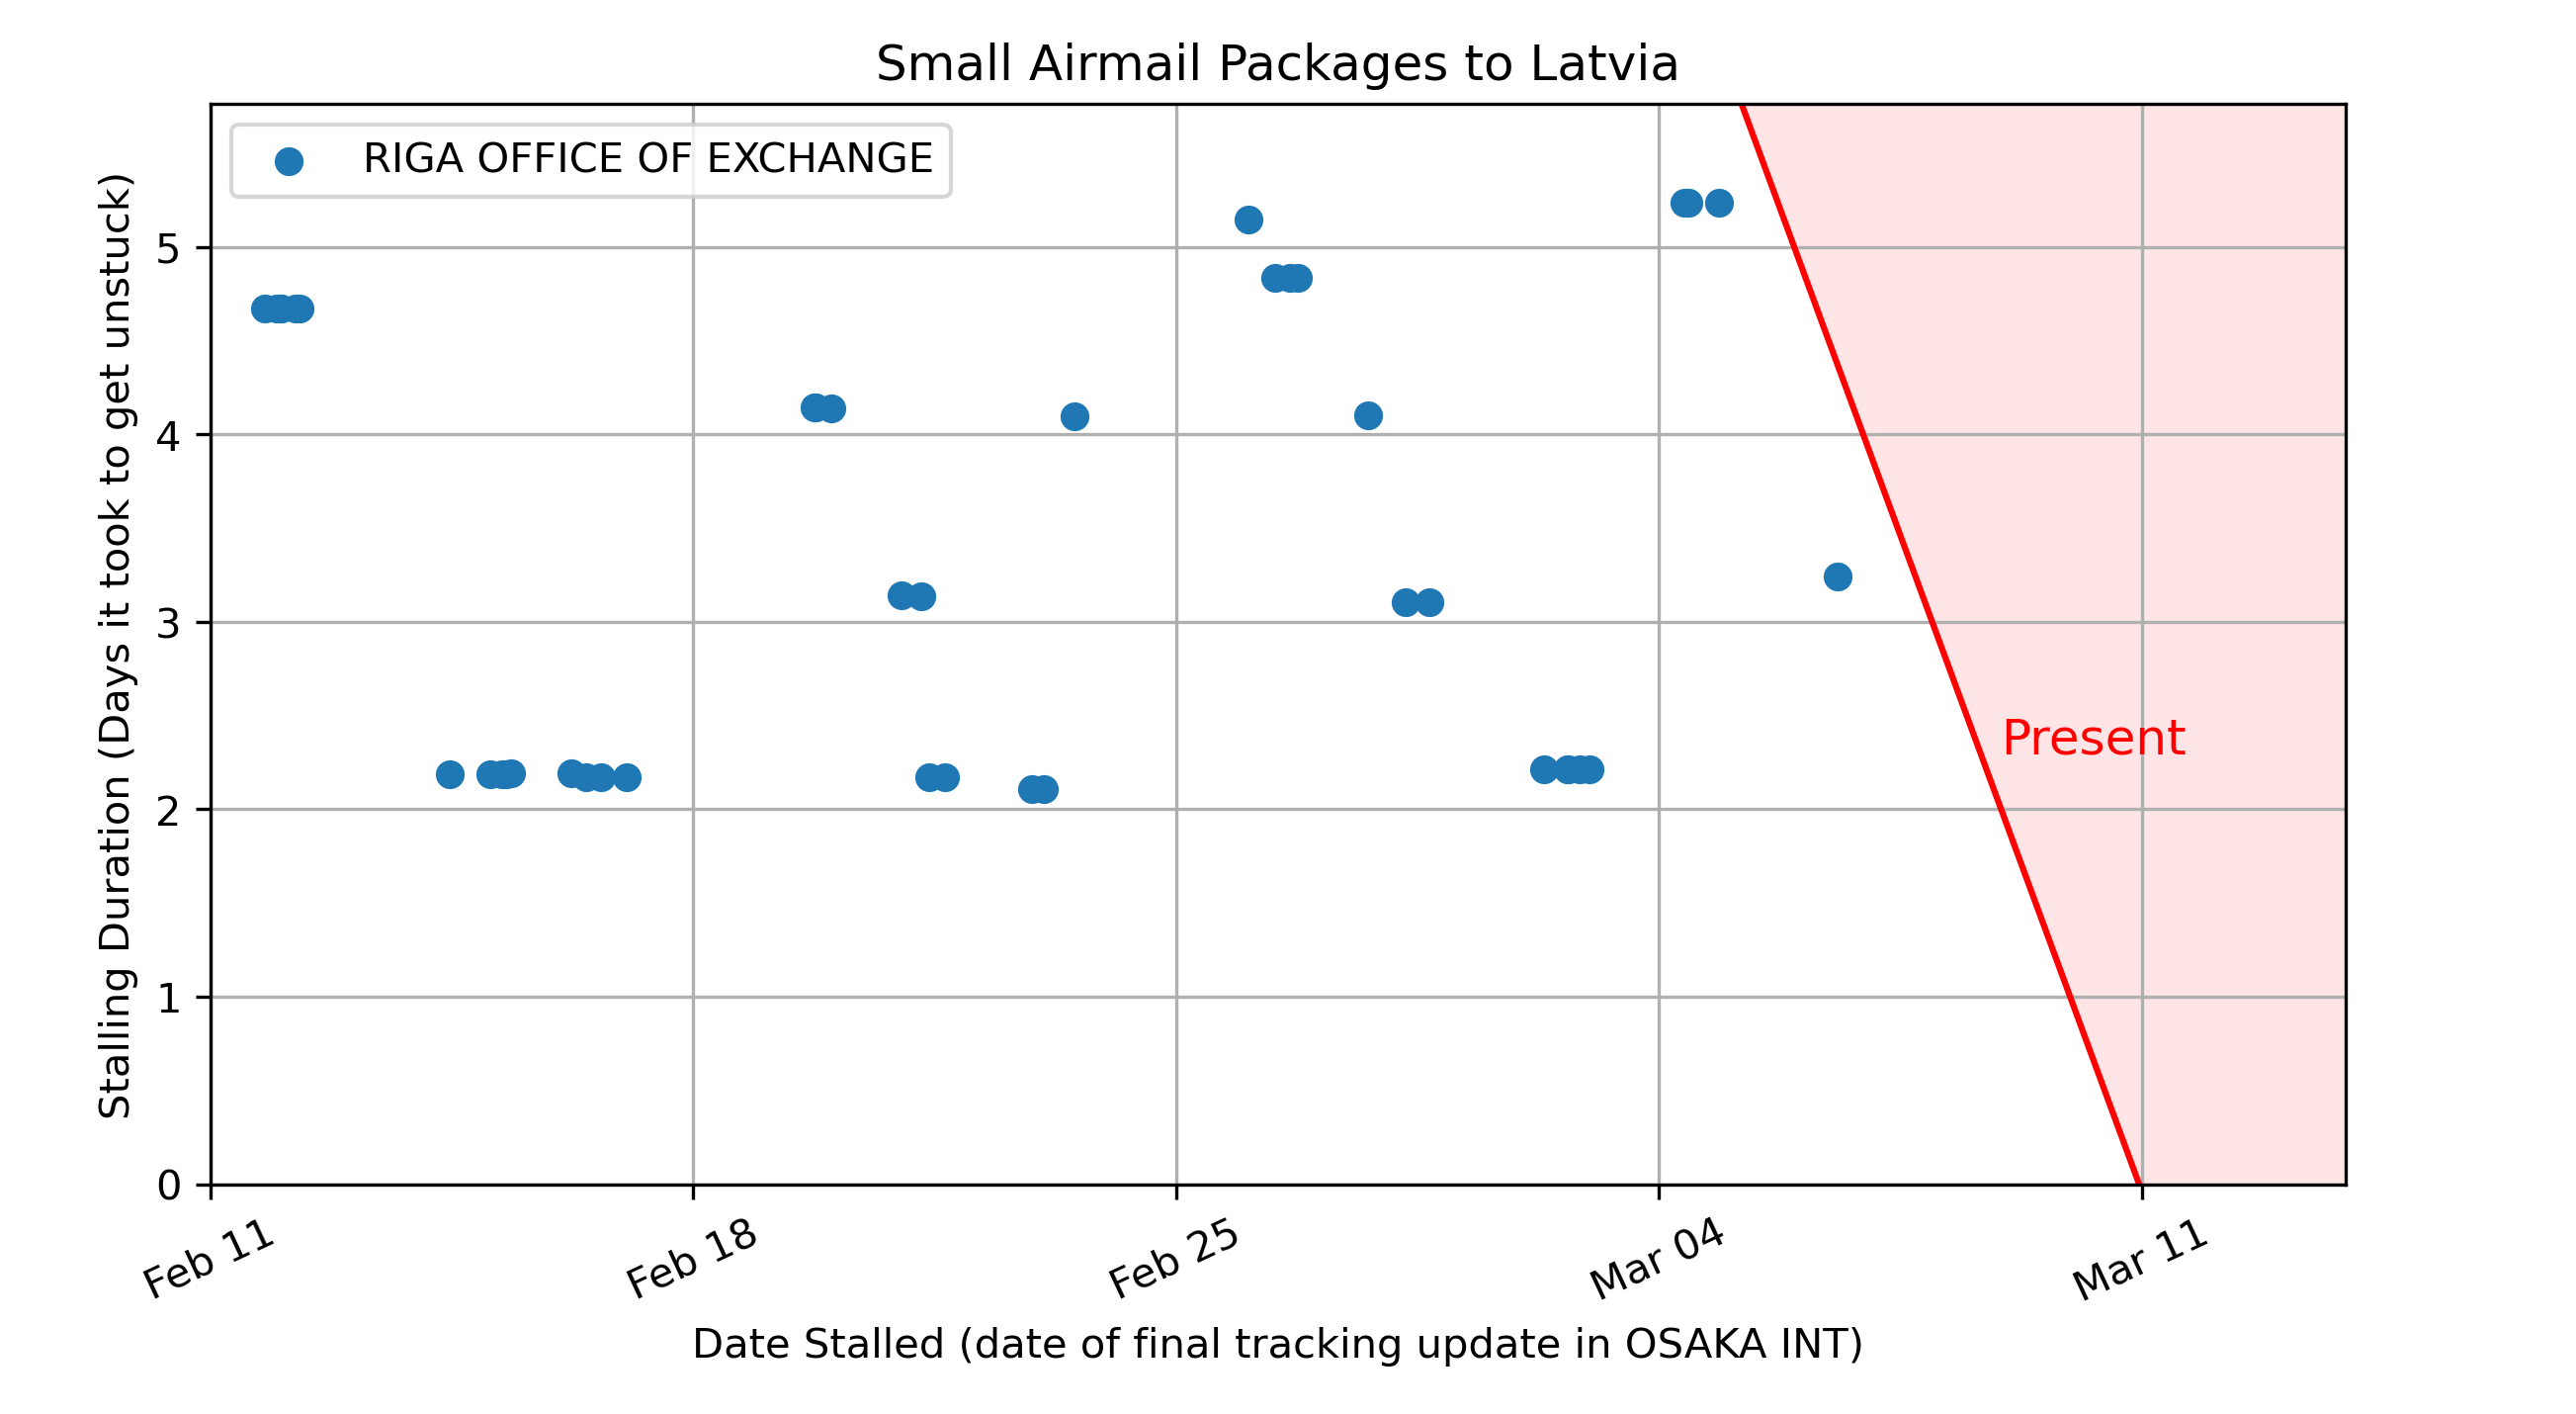 Small Airmail Packages to Latvia
RIGA OFFICE OF EXCHANGE
Stalling Duration (Days it took to get unstuck)
5
4
3
2
1
0
Present
Feb 11
Feb 18
Feb 25
Mar 04
Mar 11
Date Stalled (date of final tracking update in OSAKA INT)